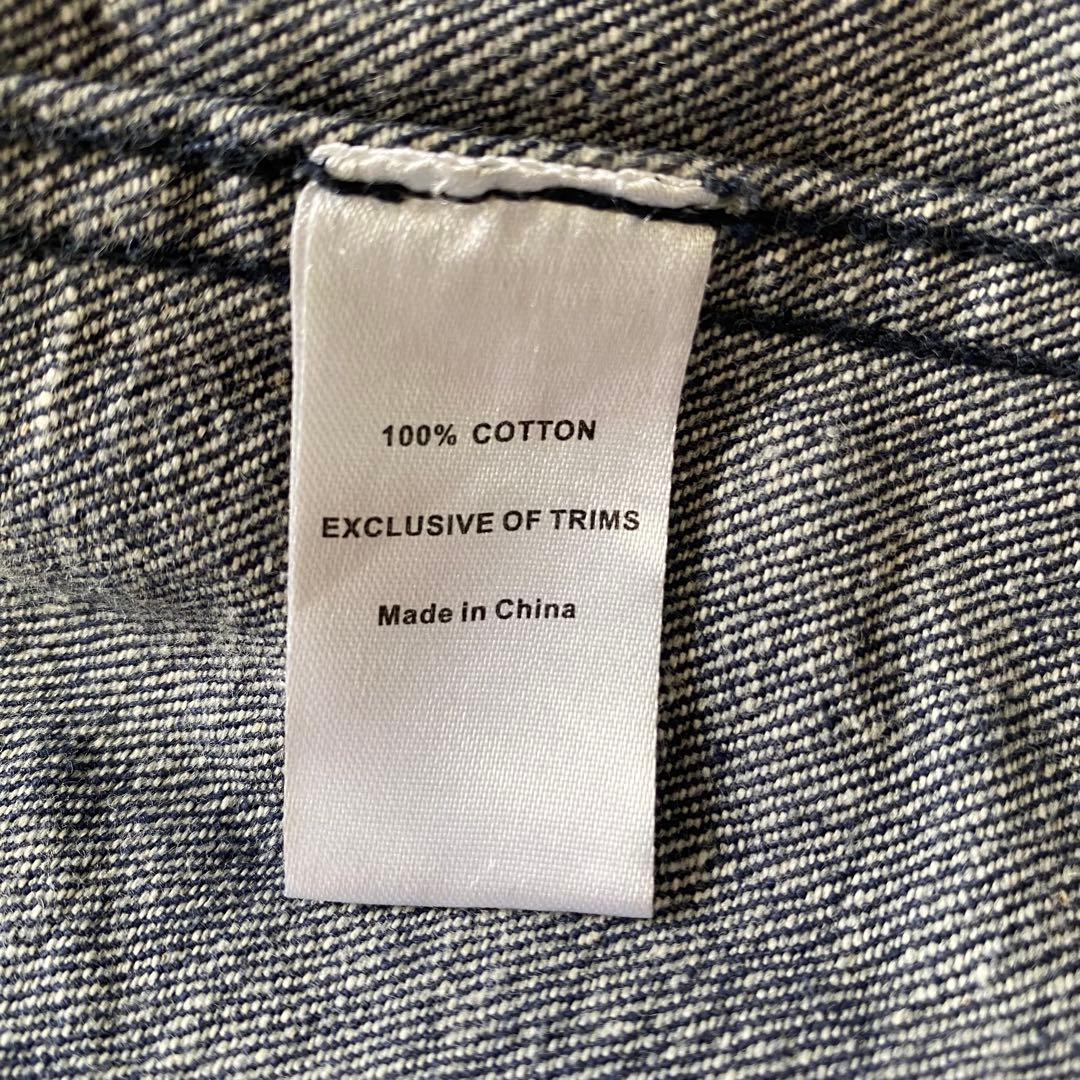 100% COTTON
EXCLUSIVE OF TRIMS
Made in China